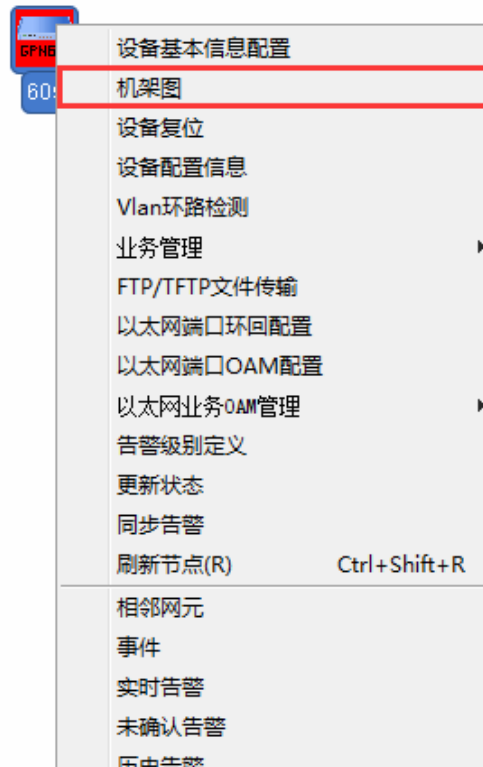 GPN6
设备基本信息配置
机架图
60
设备复位
设备配置信息
Vlan环路检测
业务管理
FTP/TFTP文件传输
以太网端口环回配置
以太网端口OAM配置
以太网业务OAM管理
告警级别定义
更新状态
同步告警
刷新节点(R) Ctrl+Shift+R
相邻网元
事件
实时告警
未确认告警
历史告警